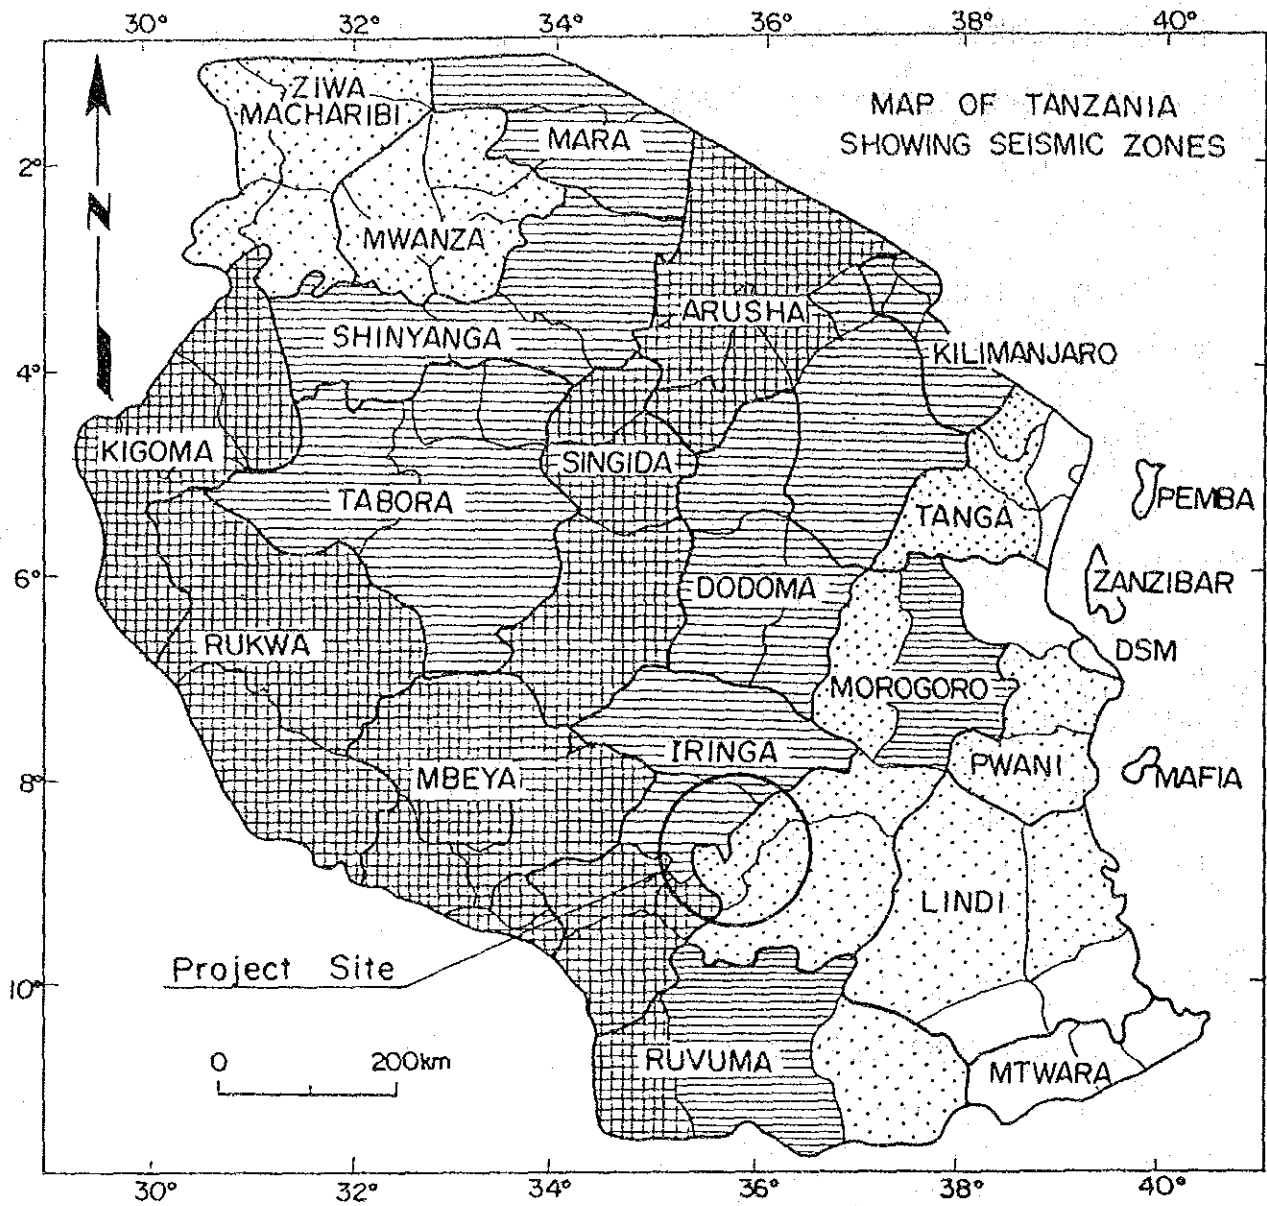 30° 32° 34° 36° 38° 40°
MAP OF TANZANIA
SHOWING SEISMIC ZONES
ZIWA
MACHARIBI
MARA
2°
N
MWANZA
ARUSHA
SHINYANGA
KILIMANJARO
4°
KIGOMA
SINGIDA
TABORA
PEMBA
TANGA
6°
DODOMA
ZANZIBAR
RUKWA
DSM
MOROGORO
IRINGA
PWANI
MBEYA
MAFIA
8°
LINDI
Project Site
10°
0 200km
RUVUMA
MTWARA
30° 32° 34° 36° 38° 40°